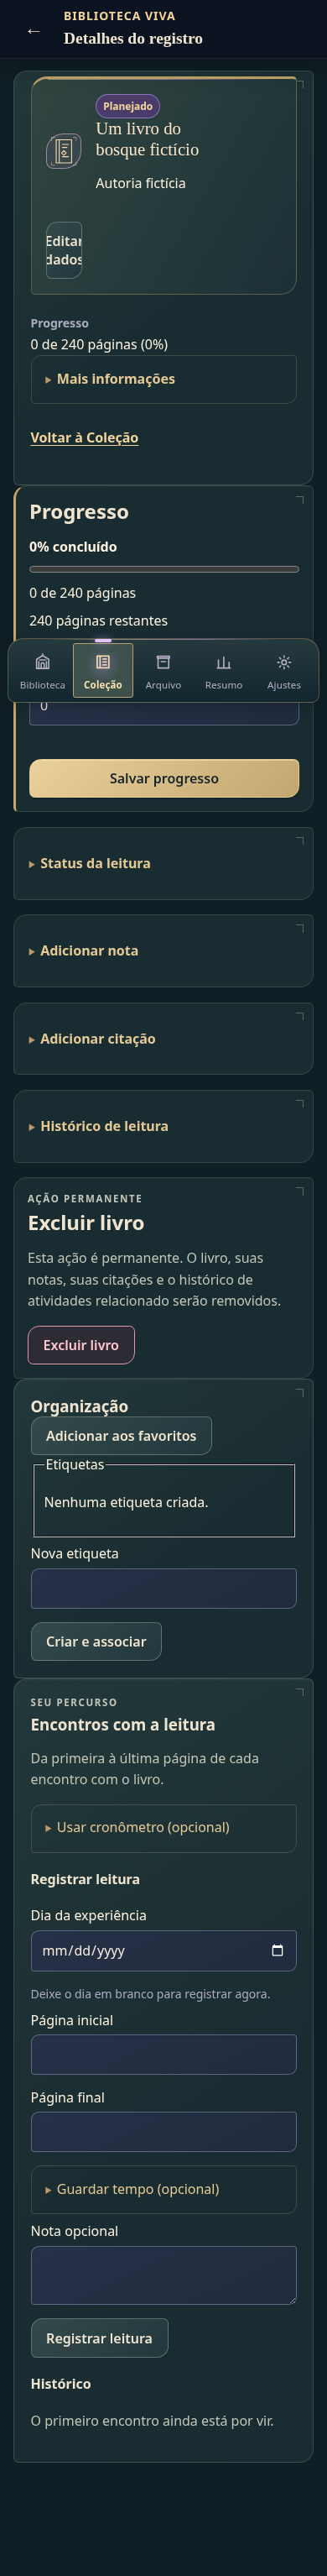 ←
BIBLIOTECA VIVA
Detalhes do registro
Planejado
Um livro do
bosque fictício
Autoria fictícia
Editar
dados
Progresso
0 de 240 páginas (0%)
▸ Mais informações
Voltar à Coleção
Progresso
0% concluído
0 de 240 páginas
240 páginas restantes
Biblioteca
Coleção
Arquivo
Resumo
Ajustes
0
Salvar progresso
▸ Status da leitura
▸ Adicionar nota
▸ Adicionar citação
▸ Histórico de leitura
AÇÃO PERMANENTE
Excluir livro
Esta ação é permanente. O livro, suas
notas, suas citações e o histórico de
atividades relacionado serão removidos.
Excluir livro
Organização
Adicionar aos favoritos
Etiquetas
Nenhuma etiqueta criada.
Nova etiqueta
Criar e associar
SEU PERCURSO
Encontros com a leitura
Da primeira à última página de cada
encontro com o livro.
▸ Usar cronômetro (opcional)
Registrar leitura
Dia da experiência
mm/dd/yyyy
Deixe o dia em branco para registrar agora.
Página inicial
Página final
▸ Guardar tempo (opcional)
Nota opcional
Registrar leitura
Histórico
O primeiro encontro ainda está por vir.